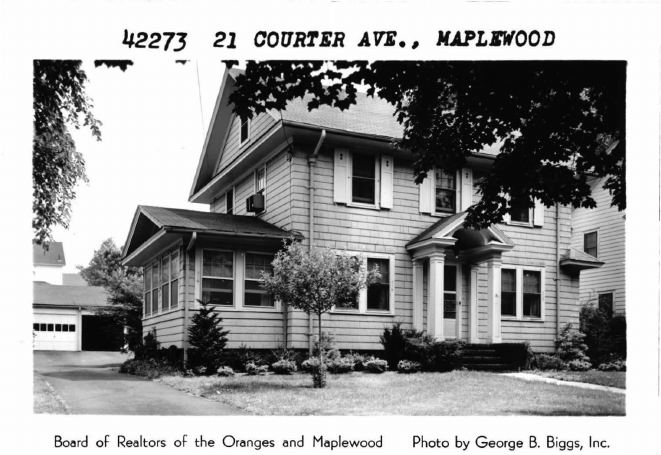 42273 21 COURTER AVE., MAPLEWOOD
Board of Realtors of the Oranges and Maplewood Photo by George B. Biggs, Inc.